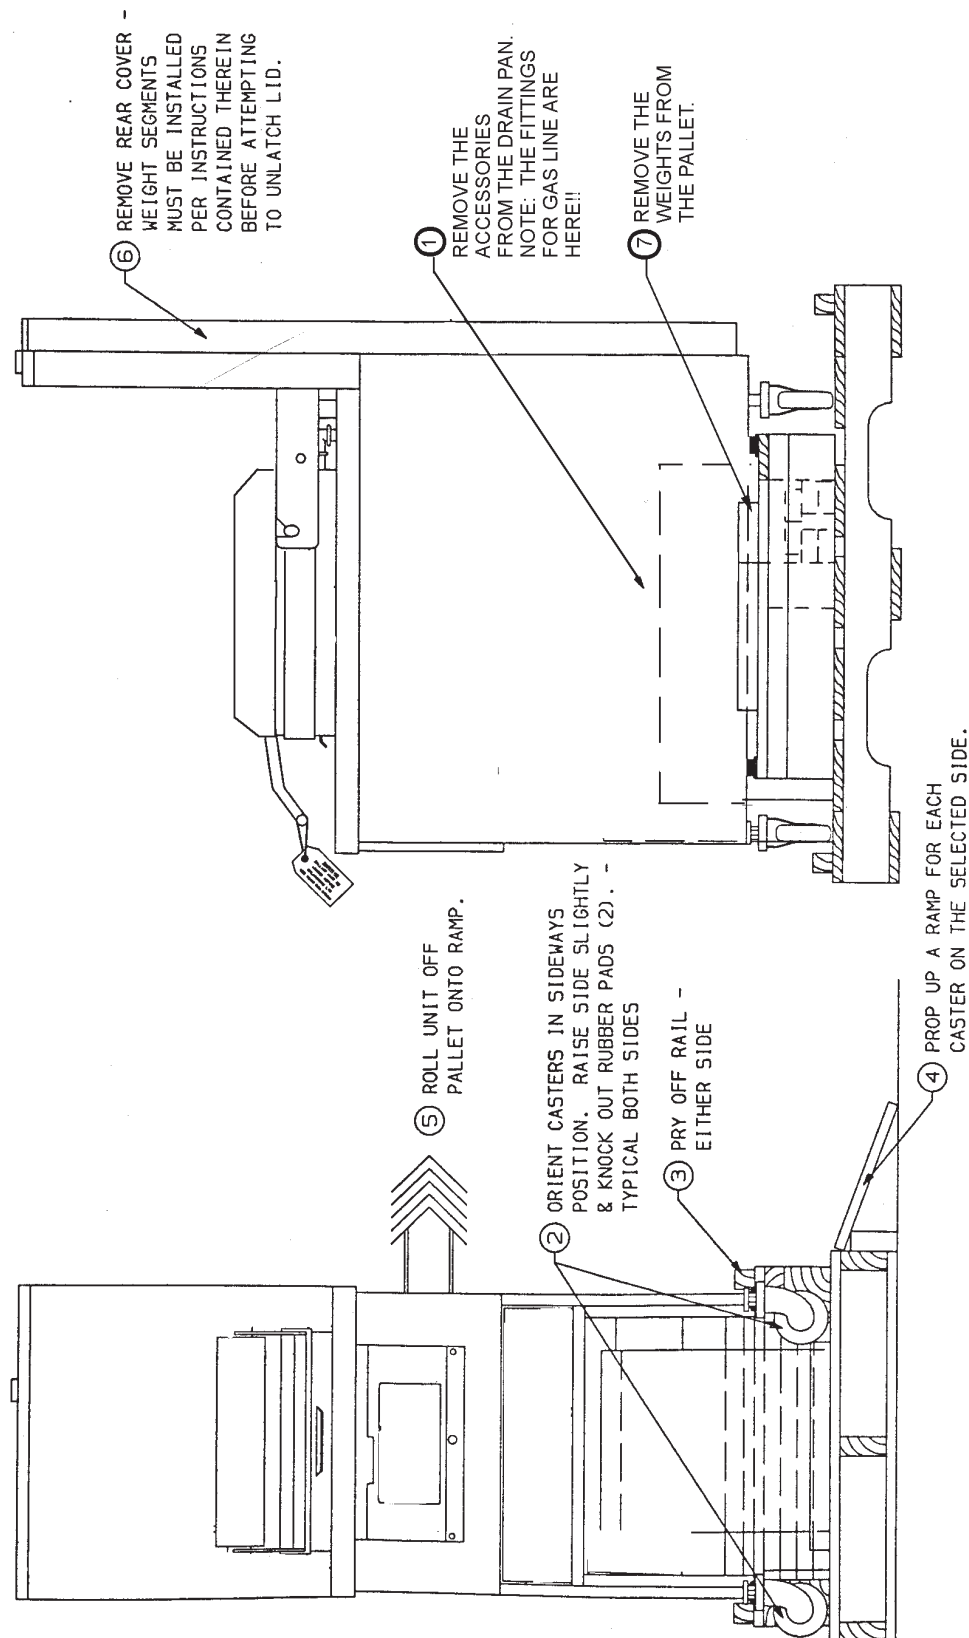 ① REMOVE THE
ACCESSORIES
FROM THE DRAIN PAN.
NOTE: THE FITTINGS
FOR GAS LINE ARE
HERE!!
② ORIENT CASTERS IN SIDEWAYS
POSITION. RAISE SIDE SLIGHTLY
& KNOCK OUT RUBBER PADS (2). -
TYPICAL BOTH SIDES
③ PRY OFF RAIL -
EITHER SIDE
④ PROP UP A RAMP FOR EACH
CASTER ON THE SELECTED SIDE.
⑤ ROLL UNIT OFF
PALLET ONTO RAMP.
⑥ REMOVE REAR COVER -
WEIGHT SEGMENTS
MUST BE INSTALLED
PER INSTRUCTIONS
CONTAINED THEREIN
BEFORE ATTEMPTING
TO UNLATCH LID.
⑦ REMOVE THE
WEIGHTS FROM
THE PALLET.